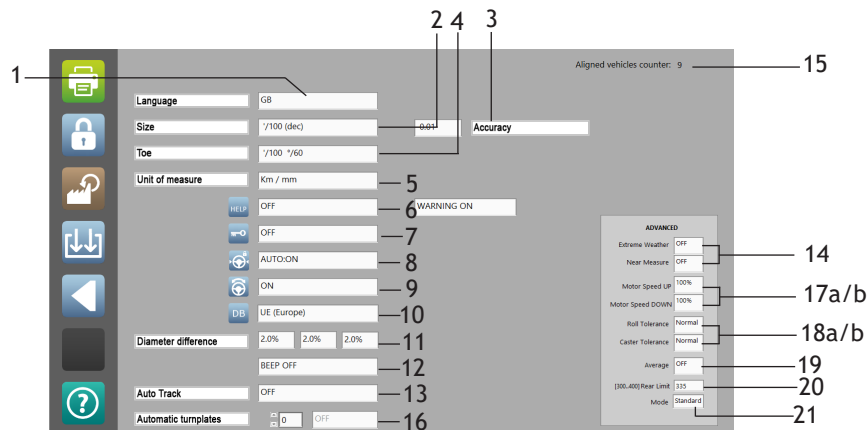 2 4 3
Aligned vehicles counter: 9 15
1
Language GB
Size °/100 (dec) 0.01 Accuracy
Toe °/100 °/60
Unit of measure Km / mm 5
HELP OFF 6 WARNING ON
OFF 7
AUTO:ON 8
ON 9
DB UE (Europe) 10
Diameter difference 2.0% 2.0% 2.0% 11
BEEP OFF 12
Auto Track OFF 13
Automatic turnplates 0 OFF 16
ADVANCED
Extreme Weather OFF
Near Measure OFF
14
Motor Speed UP 100%
Motor Speed DOWN 100%
17a/b
Roll Tolerance Normal
Caster Tolerance Normal
18a/b
Average OFF 19
[300..400] Rear Limit 335 20
Mode Standard
21
?